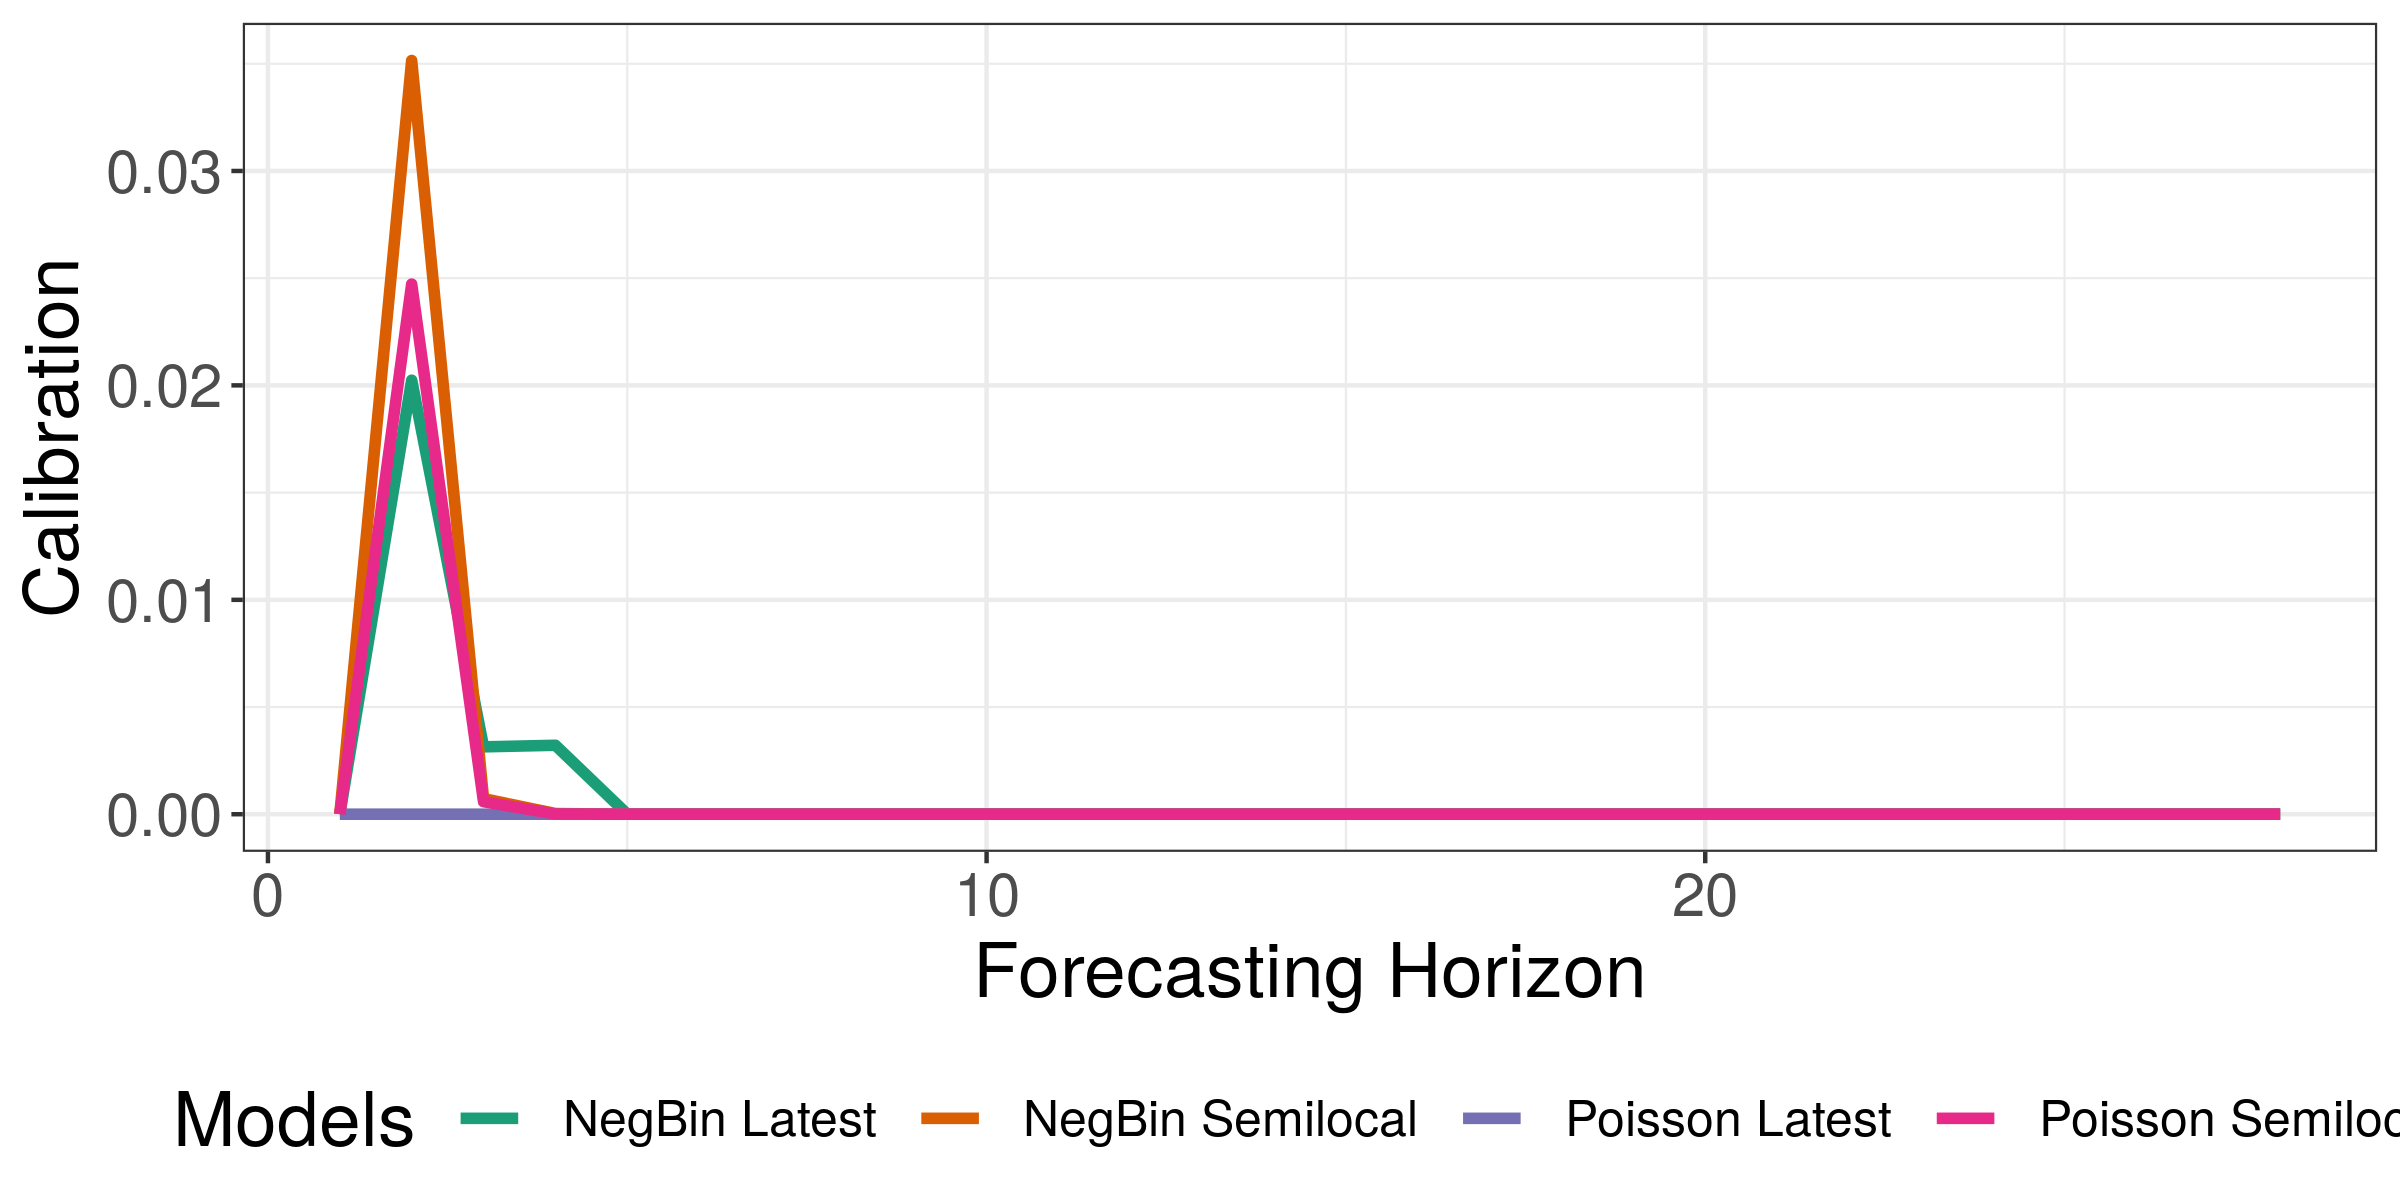 0.03
0.02
0.01
0.00
Calibration
0 10 20
Forecasting Horizon
Models NegBin Latest NegBin Semilocal Poisson Latest Poisson